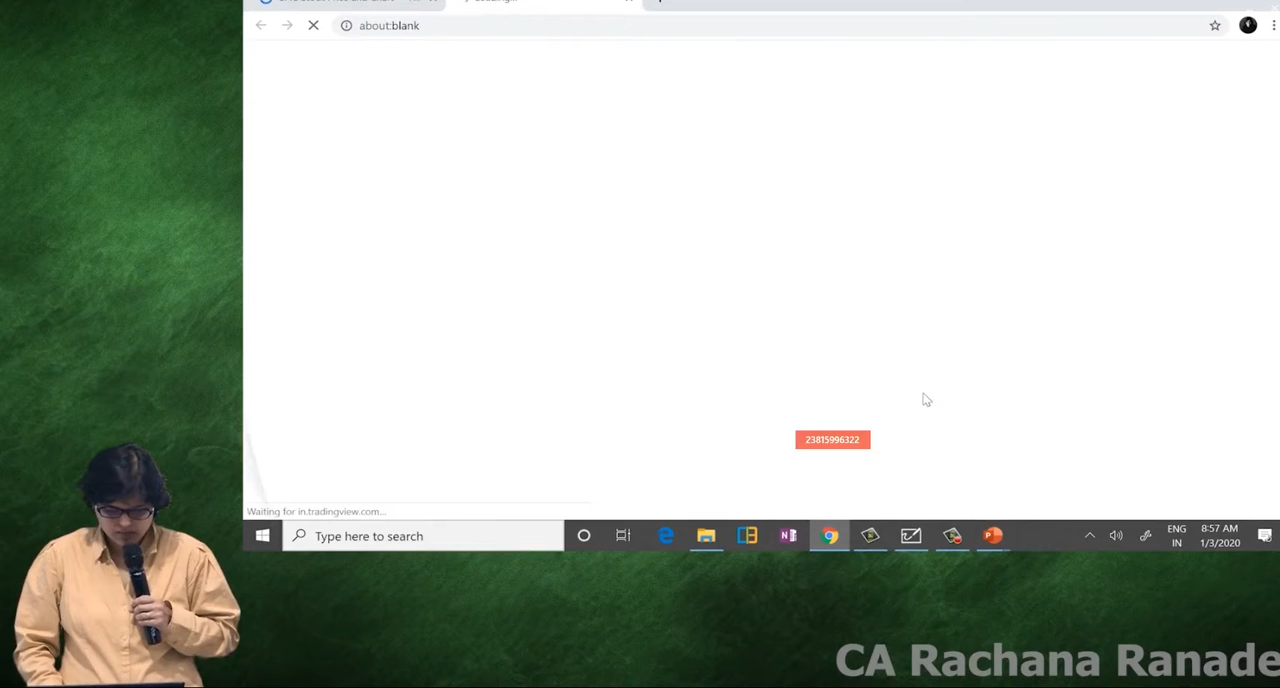 about:blank
23815996322
Waiting for in.tradingview.com...
Type here to search
ENG
IN
8:57 AM
1/3/2020
CA Rachana Ranade